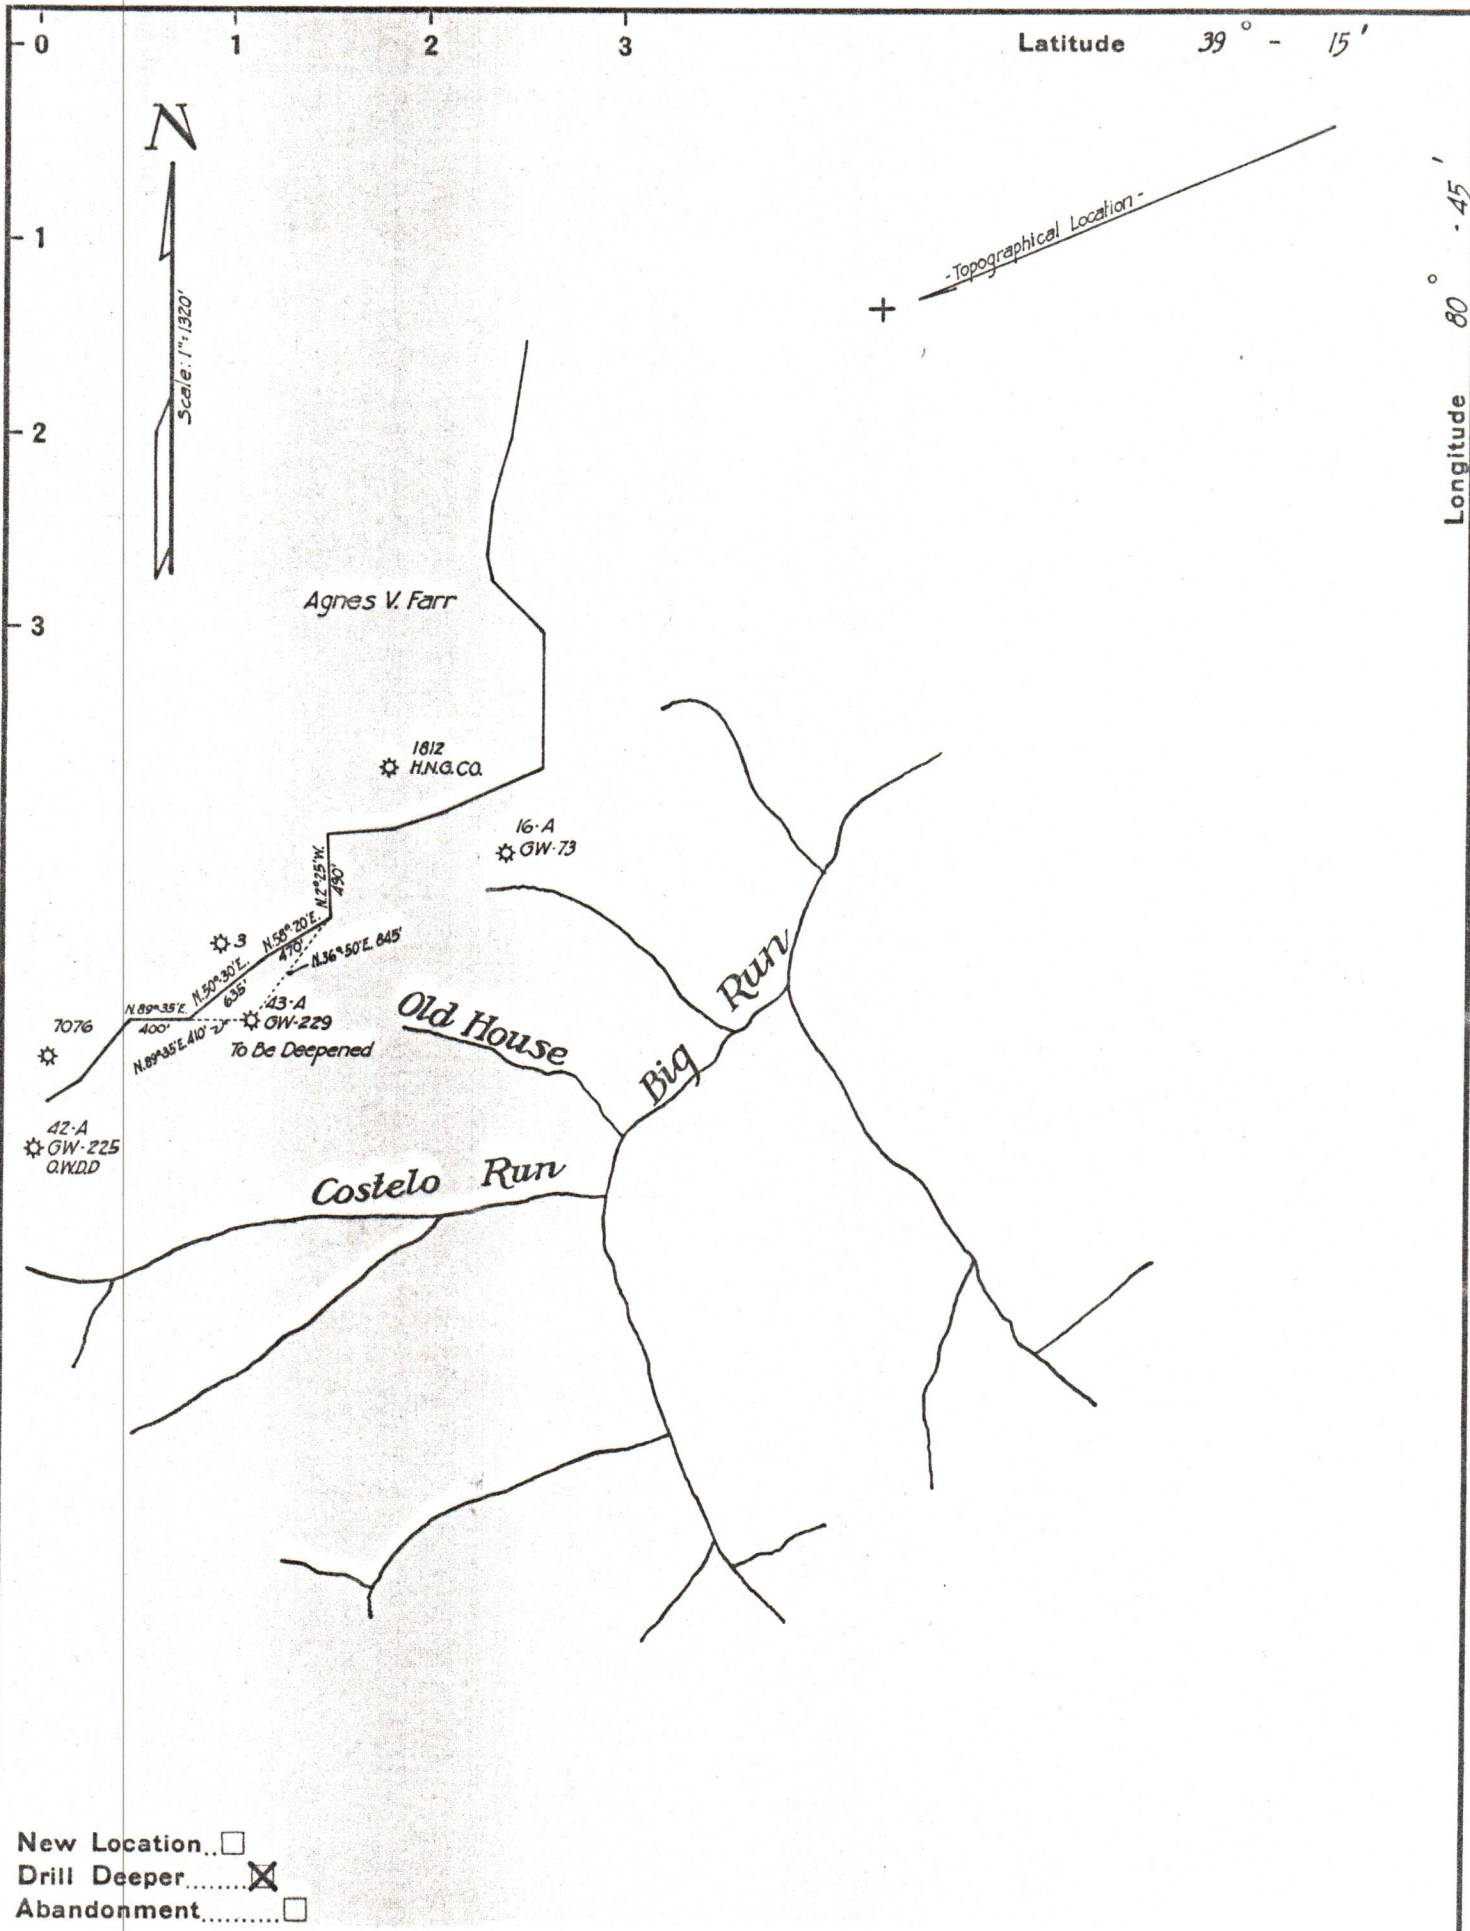 0 1 2 3 Latitude 39° - 15'
N
Scale: 1"=1320'
1
2
3
-Topographical Location-
+
Longitude 80° - 45'
Agnes V. Farr
1812
H.N.G.CO.
16-A
GW-73
N.2°-25'W.
490'
3
N.58°-20'E.
470'
N.36°-50'E. 845'
N.50°-30'E.
635'
N.89°-35'E.
400'
N.89°-35'E. 410'
43-A
GW-229
To Be Deepened
7076
42-A
GW-225
O.W.D.D
Old House
Big Run
Costelo Run
New Location..☐
Drill Deeper.......☒
Abandonment..........☐